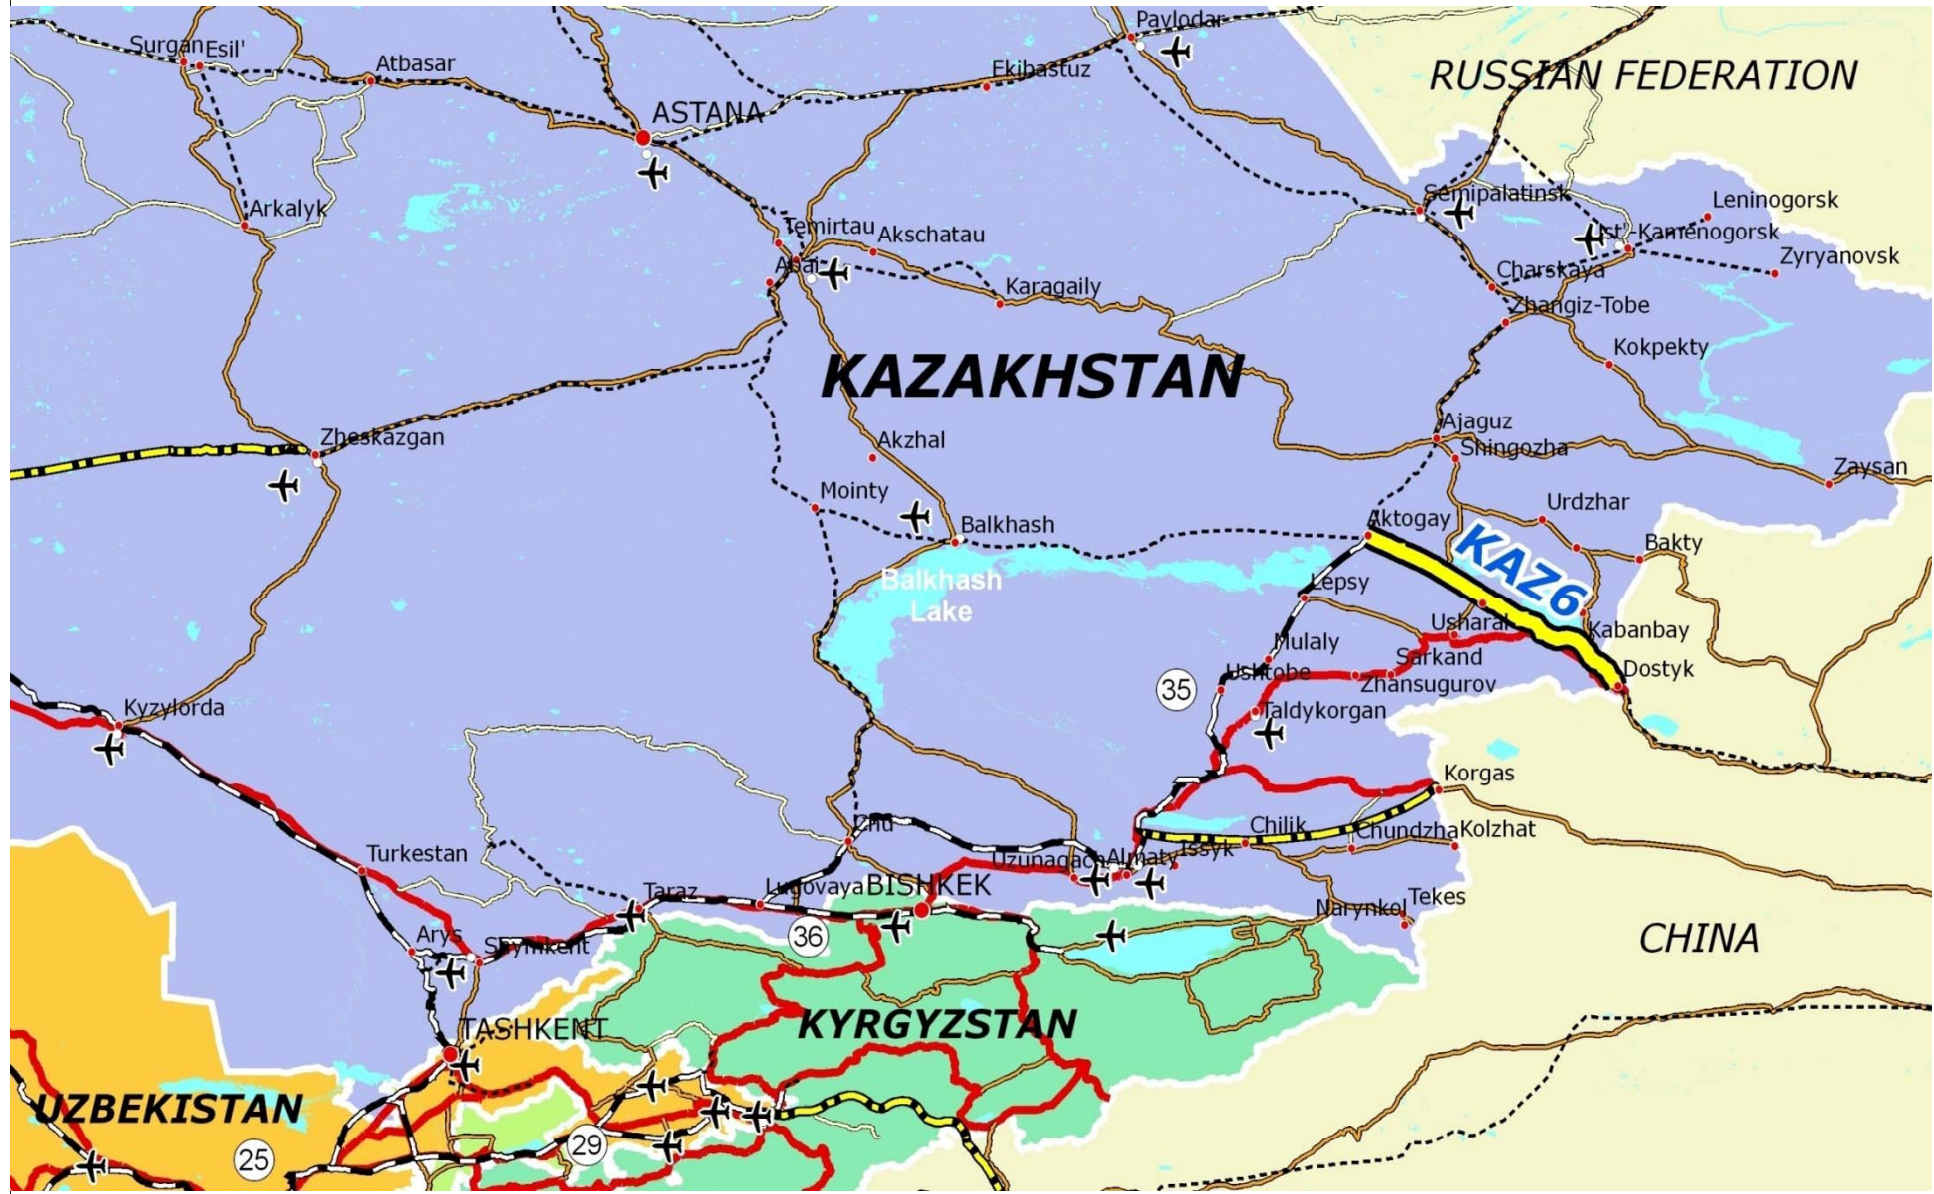 Pavlodar
Surgan
Esil'
Atbasar
Ekibastuz
RUSSIAN FEDERATION
ASTANA
Semipalatinsk
Leninogorsk
Arkalyk
Temirtau
Akschatau
Ust'-Kamenogorsk
Zyryanovsk
Abai
Charskaya
Karagaily
Zhangiz-Tobe
Kokpekty
KAZAKHSTAN
Ajaguz
Zheskazgan
Akzhal
Shingozha
Zaysan
Mointy
Urdzhar
Balkhash
Aktogay
Bakty
KAZ6
Balkhash
Lake
Lepsy
Usharal
Kabanbay
Mulaly
Sarkand
Ushtobe
Dostyk
35
Zhansugurov
Kyzylorda
Taldykorgan
Korgas
Chu
Chilik
Chundzha
Kolzhat
Turkestan
Uzunagach
Almaty
Issyk
Taraz
Lugovaya
BISHKEK
Tekes
Narynkol
Arys
Shymkent
36
CHINA
TASHKENT
KYRGYZSTAN
UZBEKISTAN
29
25